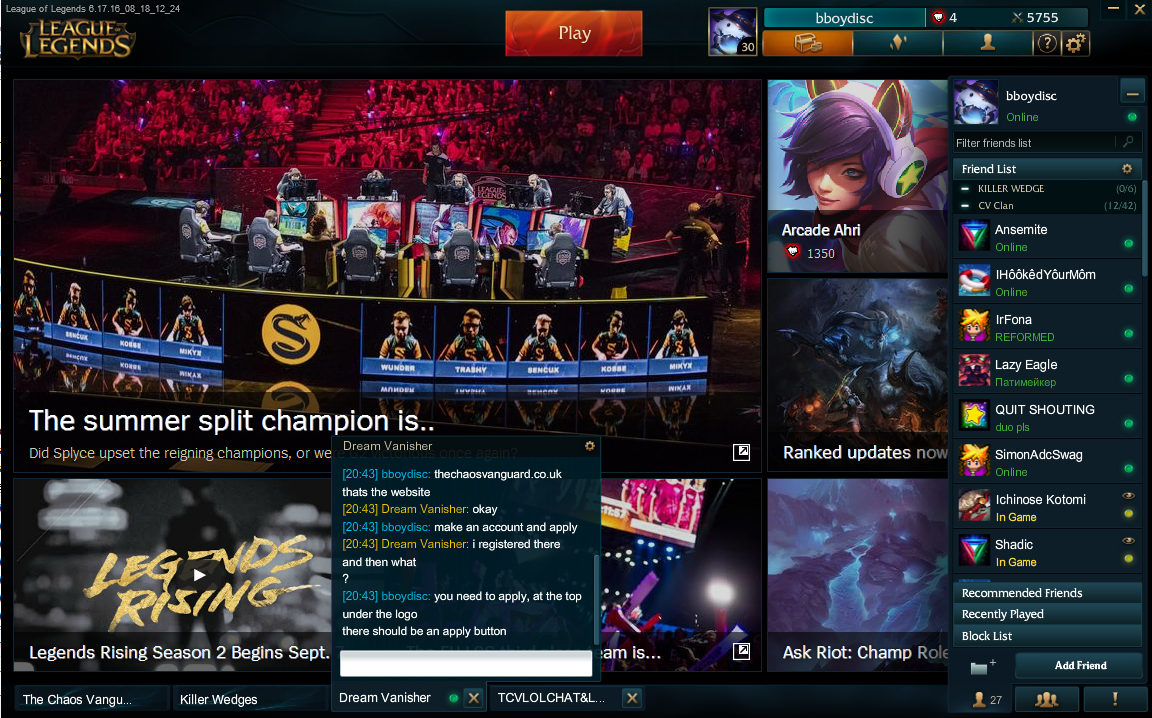 League of Legends 6.17.16_08_18_12_24
LEAGUE of
LEGENDS
Play
30
bboydisc
4
5755
?
bboydisc
Online
Filter friends list
Friend List
KILLER WEDGE (0/6)
CV Clan (12/42)
Ansemite
Online
IHôôkêdYôurMôm
Online
IrFona
REFORMED
Lazy Eagle
Патимейкер
QUIT SHOUTING
duo pls
SimonAdcSwag
Online
Ichinose Kotomi
In Game
Shadic
In Game
Recommended Friends
Recently Played
Block List
Add Friend
27
LEAGUE
LEGENDS
SENCUX
KOBBE
MIKYX
WUNDER
TRASHY
SENCUX
KOBBE
MIKYX
The summer split champion is..
Did Splyce upset the reigning champions, or we
again?
Arcade Ahri
1350
Ranked updates now
LEGENDS
RISING
Legends Rising Season 2 Begins Sept.
eam is...
Ask Riot: Champ Role
Dream Vanisher
[20:43] bboydisc: thechaosvanguard.co.uk
thats the website
[20:43] Dream Vanisher: okay
[20:43] bboydisc: make an account and apply
[20:43] Dream Vanisher: i registered there
and then what
?
[20:43] bboydisc: you need to apply, at the top
under the logo
there should be an apply button
The Chaos Vangu...
Killer Wedges
Dream Vanisher
TCVLOLCHAT&L...